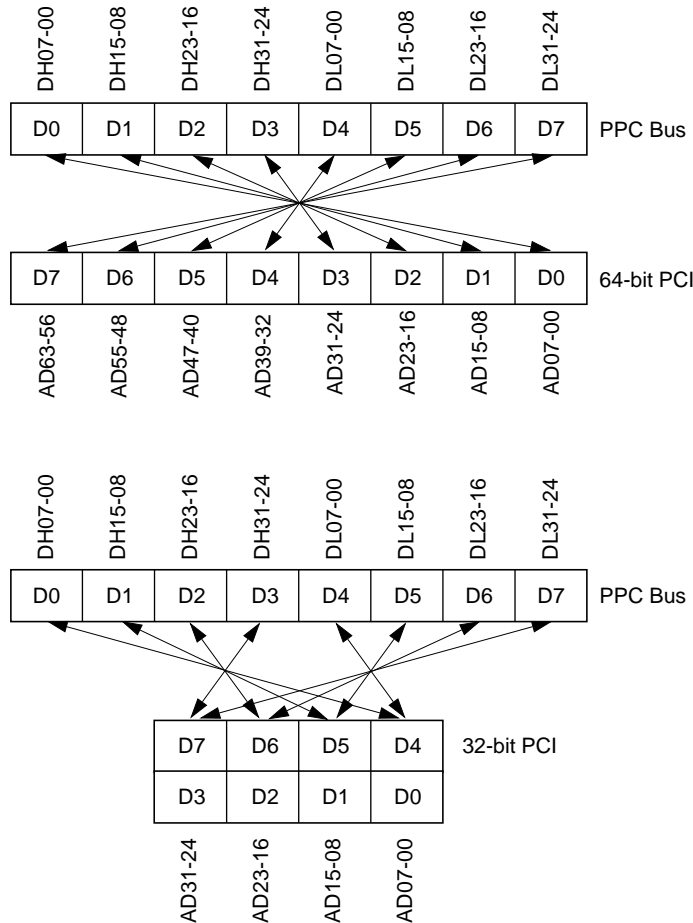 DH07-00 DH15-08 DH23-16 DH31-24 DL07-00 DL15-08 DL23-16 DL31-24
D0 D1 D2 D3 D4 D5 D6 D7 PPC Bus
D7 D6 D5 D4 D3 D2 D1 D0 64-bit PCI
AD63-56 AD55-48 AD47-40 AD39-32 AD31-24 AD23-16 AD15-08 AD07-00
DH07-00 DH15-08 DH23-16 DH31-24 DL07-00 DL15-08 DL23-16 DL31-24
D0 D1 D2 D3 D4 D5 D6 D7 PPC Bus
D7 D6 D5 D4 32-bit PCI
D3 D2 D1 D0
AD31-24 AD23-16 AD15-08 AD07-00